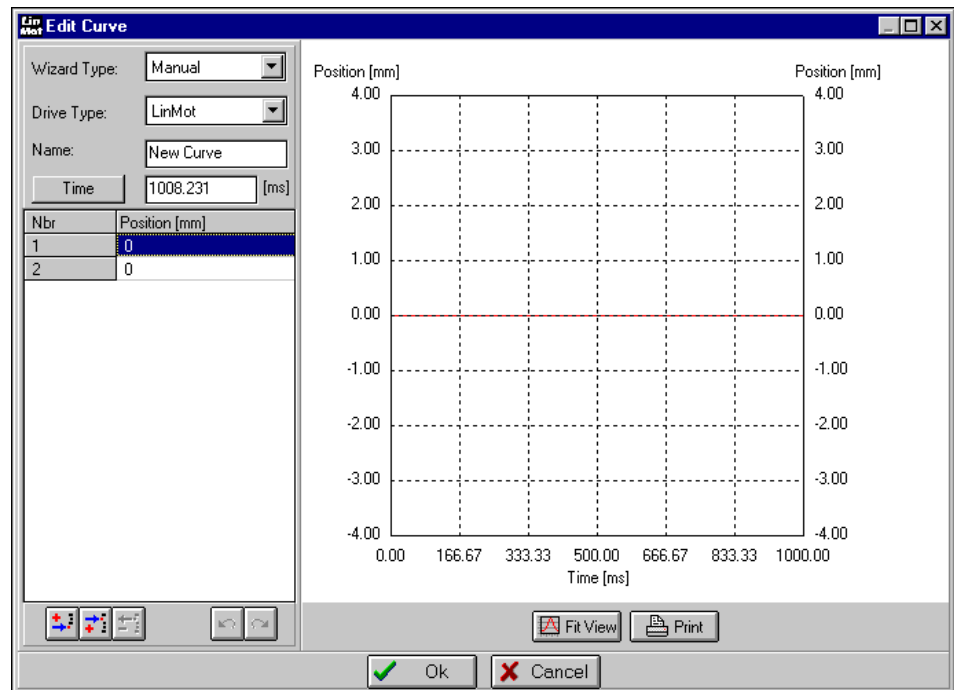 Lin Mot Edit Curve
Wizard Type: Manual
Drive Type: LinMot
Name: New Curve
Time 1008.231 [ms]
Nbr Position [mm]
1 0
2 0
Position [mm] Position [mm]
4.00 4.00
3.00 3.00
2.00 2.00
1.00 1.00
0.00 0.00
-1.00 -1.00
-2.00 -2.00
-3.00 -3.00
-4.00 -4.00
0.00 166.67 333.33 500.00 666.67 833.33 1000.00
Time [ms]
Fit View Print
Ok Cancel